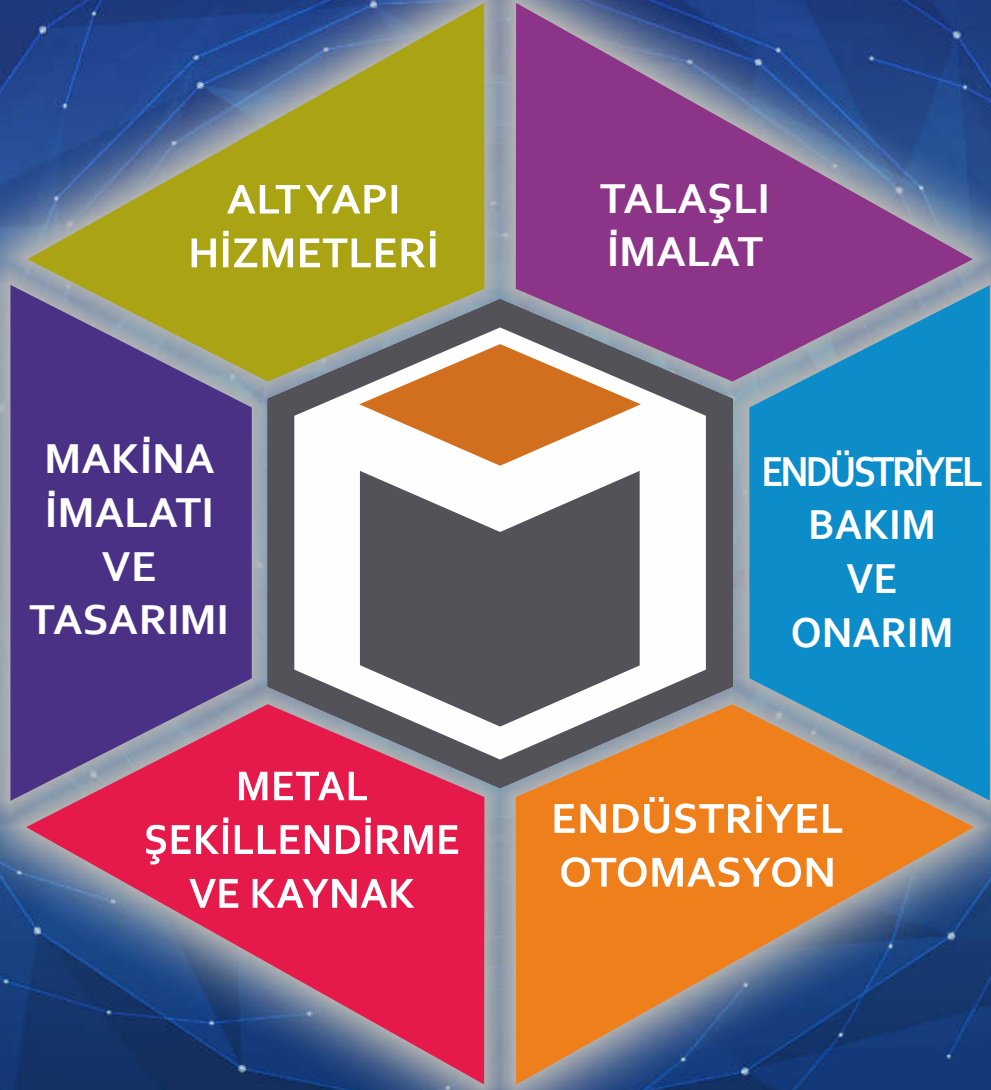 ALT YAPI
HİZMETLERİ
TALAŞLI
İMALAT
MAKİNA
İMALATI
VE
TASARIMI
ENDÜSTRİYEL
BAKIM
VE
ONARIM
METAL
ŞEKİLLENDİRME
VE KAYNAK
ENDÜSTRİYEL
OTOMASYON